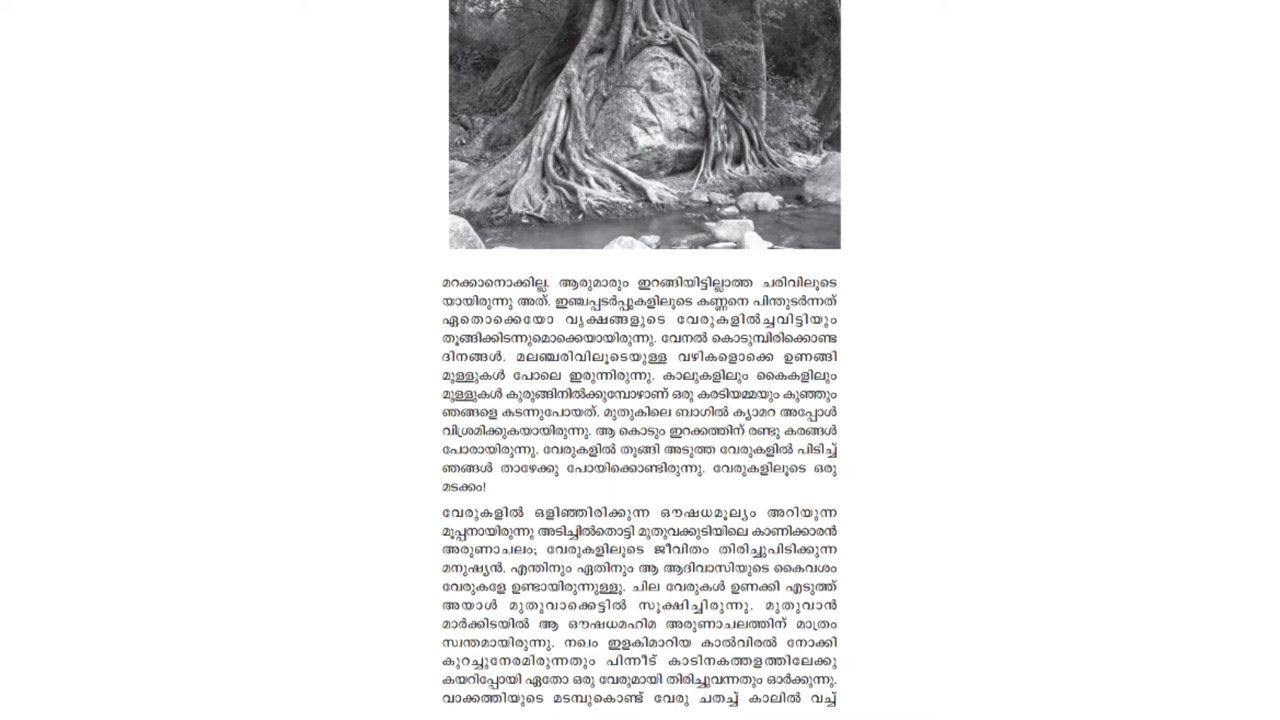 മറക്കാനൊക്കില്ല. ആരുമാരും ഇറങ്ങിയിട്ടില്ലാത്ത ചരിവിലൂടെ
യായിരുന്നു അത്. ഇഞ്ചപ്പടർപ്പുകളിലൂടെ കണ്ണനെ പിന്തുടർന്നത്
ഏതൊക്കെയോ വൃക്ഷങ്ങളുടെ വേരുകളിൽച്ചവിട്ടിയും
തൂങ്ങിക്കിടന്നുമൊക്കെയായിരുന്നു. വേനൽ കൊടുമ്പിരിക്കൊണ്ട
ദിനങ്ങൾ. മലഞ്ചരിവിലൂടെയുള്ള വഴികളൊക്കെ ഉണങ്ങി
മുള്ളുകൾ പോലെ ഇരുന്നിരുന്നു. കാലുകളിലും കൈകളിലും
മുള്ളുകൾ കുരുങ്ങിനിൽക്കുമ്പോഴാണ് ഒരു കരടിയമ്മയും കുഞ്ഞും
ഞങ്ങളെ കടന്നുപോയത്. മുതുകിലെ ബാഗിൽ ക്യാമറ അപ്പോൾ
വിശ്രമിക്കുകയായിരുന്നു. ആ കൊടും ഇറക്കത്തിന് രണ്ടു കരങ്ങൾ
പോരായിരുന്നു. വേരുകളിൽ തൂങ്ങി അടുത്ത വേരുകളിൽ പിടിച്ച്
ഞങ്ങൾ താഴേക്കു പോയിക്കൊണ്ടിരുന്നു. വേരുകളിലൂടെ ഒരു
മടക്കം!
വേരുകളിൽ ഒളിഞ്ഞിരിക്കുന്ന ഔഷധമൂല്യം അറിയുന്ന
മൂപ്പനായിരുന്നു അടിച്ചിൽതൊട്ടി മുതുവക്കുടിയിലെ കാണിക്കാരൻ
അരുണാചലം; വേരുകളിലൂടെ ജീവിതം തിരിച്ചുപിടിക്കുന്ന
മനുഷ്യൻ. എന്തിനും ഏതിനും ആ ആദിവാസിയുടെ കൈവശം
വേരുകളേ ഉണ്ടായിരുന്നുള്ളൂ. ചില വേരുകൾ ഉണക്കി എടുത്ത്
അയാൾ മുതുവാക്കെട്ടിൽ സൂക്ഷിച്ചിരുന്നു. മുതുവാൻ
മാർക്കിടയിൽ ആ ഔഷധമഹിമ അരുണാചലത്തിന് മാത്രം
സ്വന്തമായിരുന്നു. നഖം ഇളകിമാറിയ കാൽവിരൽ നോക്കി
കുറച്ചുനേരമിരുന്നതും പിന്നീട് കാടിനകത്തളത്തിലേക്കു
കയറിപ്പോയി ഏതോ ഒരു വേരുമായി തിരിച്ചുവന്നതും ഓർക്കുന്നു.
വാക്കത്തിയുടെ മടമ്പുകൊണ്ട് വേരു ചതച്ച് കാലിൽ വച്ച്